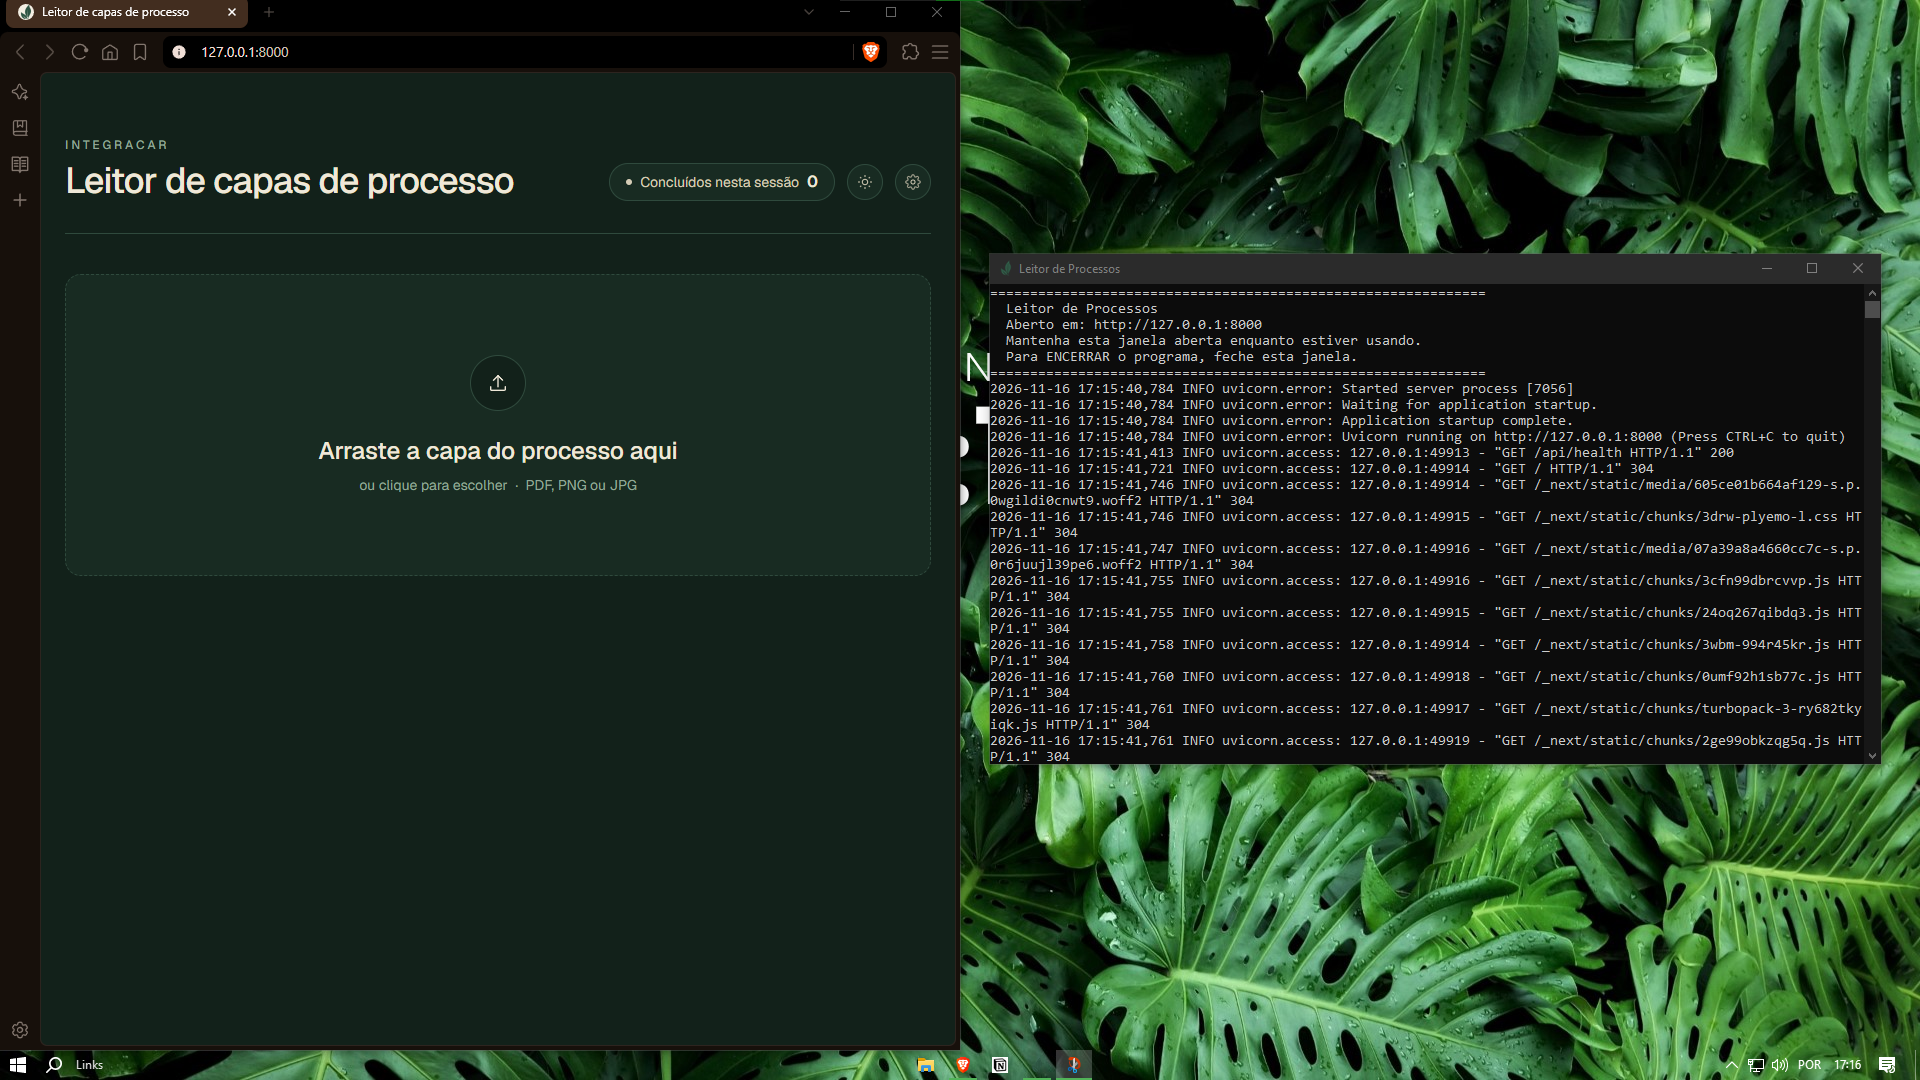 Leitor de capas de processo
127.0.0.1:8000
INTEGRACAR
Leitor de capas de processo
Concluídos nesta sessão 0
Arraste a capa do processo aqui
ou clique para escolher · PDF, PNG ou JPG
N
Leitor de Processos
==============================================================
Leitor de Processos
Aberto em: http://127.0.0.1:8000
Mantenha esta janela aberta enquanto estiver usando.
Para ENCERRAR o programa, feche esta janela.
==============================================================
2026-11-16 17:15:40,784 INFO uvicorn.error: Started server process [7056]
2026-11-16 17:15:40,784 INFO uvicorn.error: Waiting for application startup.
2026-11-16 17:15:40,784 INFO uvicorn.error: Application startup complete.
2026-11-16 17:15:40,784 INFO uvicorn.error: Uvicorn running on http://127.0.0.1:8000 (Press CTRL+C to quit)
2026-11-16 17:15:41,413 INFO uvicorn.access: 127.0.0.1:49913 - "GET /api/health HTTP/1.1" 200
2026-11-16 17:15:41,721 INFO uvicorn.access: 127.0.0.1:49914 - "GET / HTTP/1.1" 304
2026-11-16 17:15:41,746 INFO uvicorn.access: 127.0.0.1:49914 - "GET /_next/static/media/605ce01b664af129-s.p.
0wgildi0cnwt9.woff2 HTTP/1.1" 304
2026-11-16 17:15:41,746 INFO uvicorn.access: 127.0.0.1:49915 - "GET /_next/static/chunks/3drw-plyemo-l.css HT
TP/1.1" 304
2026-11-16 17:15:41,747 INFO uvicorn.access: 127.0.0.1:49916 - "GET /_next/static/media/07a39a8a4660cc7c-s.p.
0r6juujl39pe6.woff2 HTTP/1.1" 304
2026-11-16 17:15:41,755 INFO uvicorn.access: 127.0.0.1:49916 - "GET /_next/static/chunks/3cfn99dbrcvvp.js HTT
P/1.1" 304
2026-11-16 17:15:41,755 INFO uvicorn.access: 127.0.0.1:49915 - "GET /_next/static/chunks/24oq267qibdq3.js HTT
P/1.1" 304
2026-11-16 17:15:41,758 INFO uvicorn.access: 127.0.0.1:49914 - "GET /_next/static/chunks/3wbm-994r45kr.js HTT
P/1.1" 304
2026-11-16 17:15:41,760 INFO uvicorn.access: 127.0.0.1:49918 - "GET /_next/static/chunks/0umf92h1sb77c.js HTT
P/1.1" 304
2026-11-16 17:15:41,761 INFO uvicorn.access: 127.0.0.1:49917 - "GET /_next/static/chunks/turbopack-3-ry682tky
iqk.js HTTP/1.1" 304
2026-11-16 17:15:41,761 INFO uvicorn.access: 127.0.0.1:49919 - "GET /_next/static/chunks/2ge99obkzqg5q.js HTT
P/1.1" 304
Links
POR
17:16